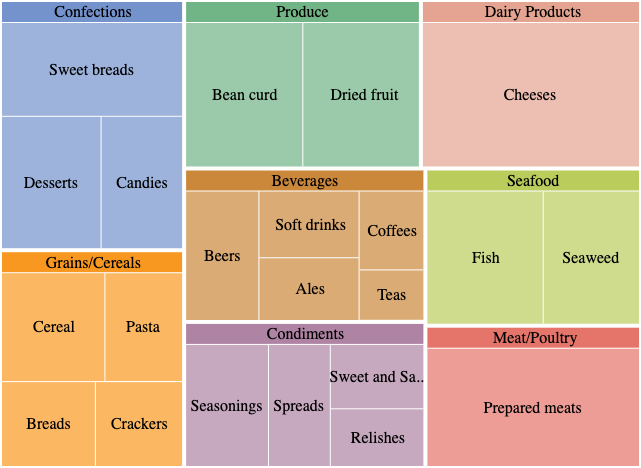 Confections
Sweet breads
Desserts
Candies
Grains/Cereals
Cereal
Pasta
Breads
Crackers
Produce
Bean curd
Dried fruit
Beverages
Beers
Soft drinks
Ales
Coffees
Teas
Condiments
Seasonings
Spreads
Sweet and Sa..
Relishes
Dairy Products
Cheeses
Seafood
Fish
Seaweed
Meat/Poultry
Prepared meats